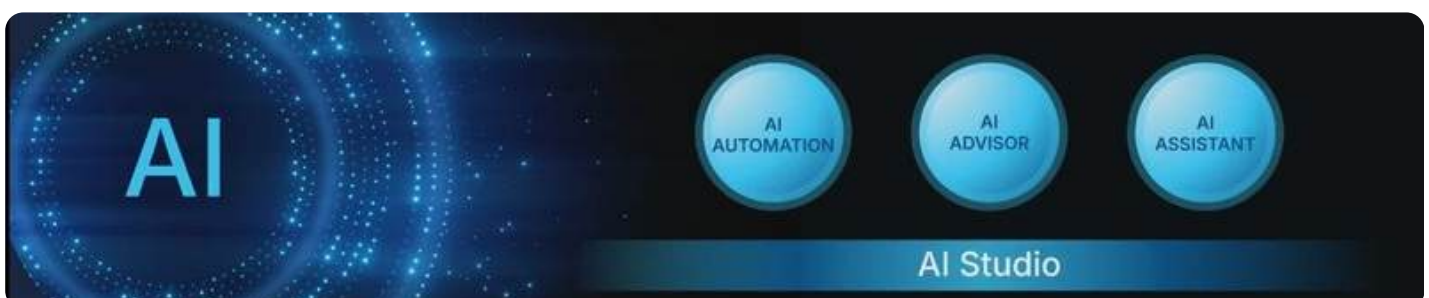 AI
AI
AUTOMATION
AI
ADVISOR
AI
ASSISTANT
AI Studio